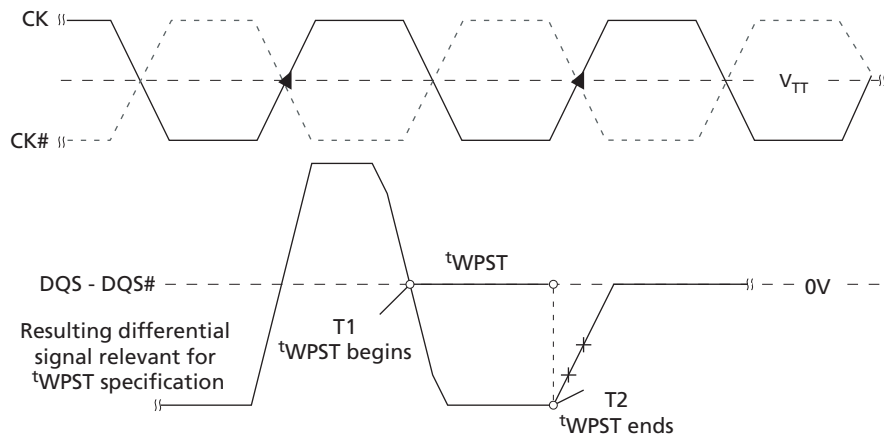 CK
V_TT
CK#
tWPST
DQS - DQS#
0V
Resulting differential
signal relevant for
tWPST specification
T1
tWPST begins
T2
tWPST ends